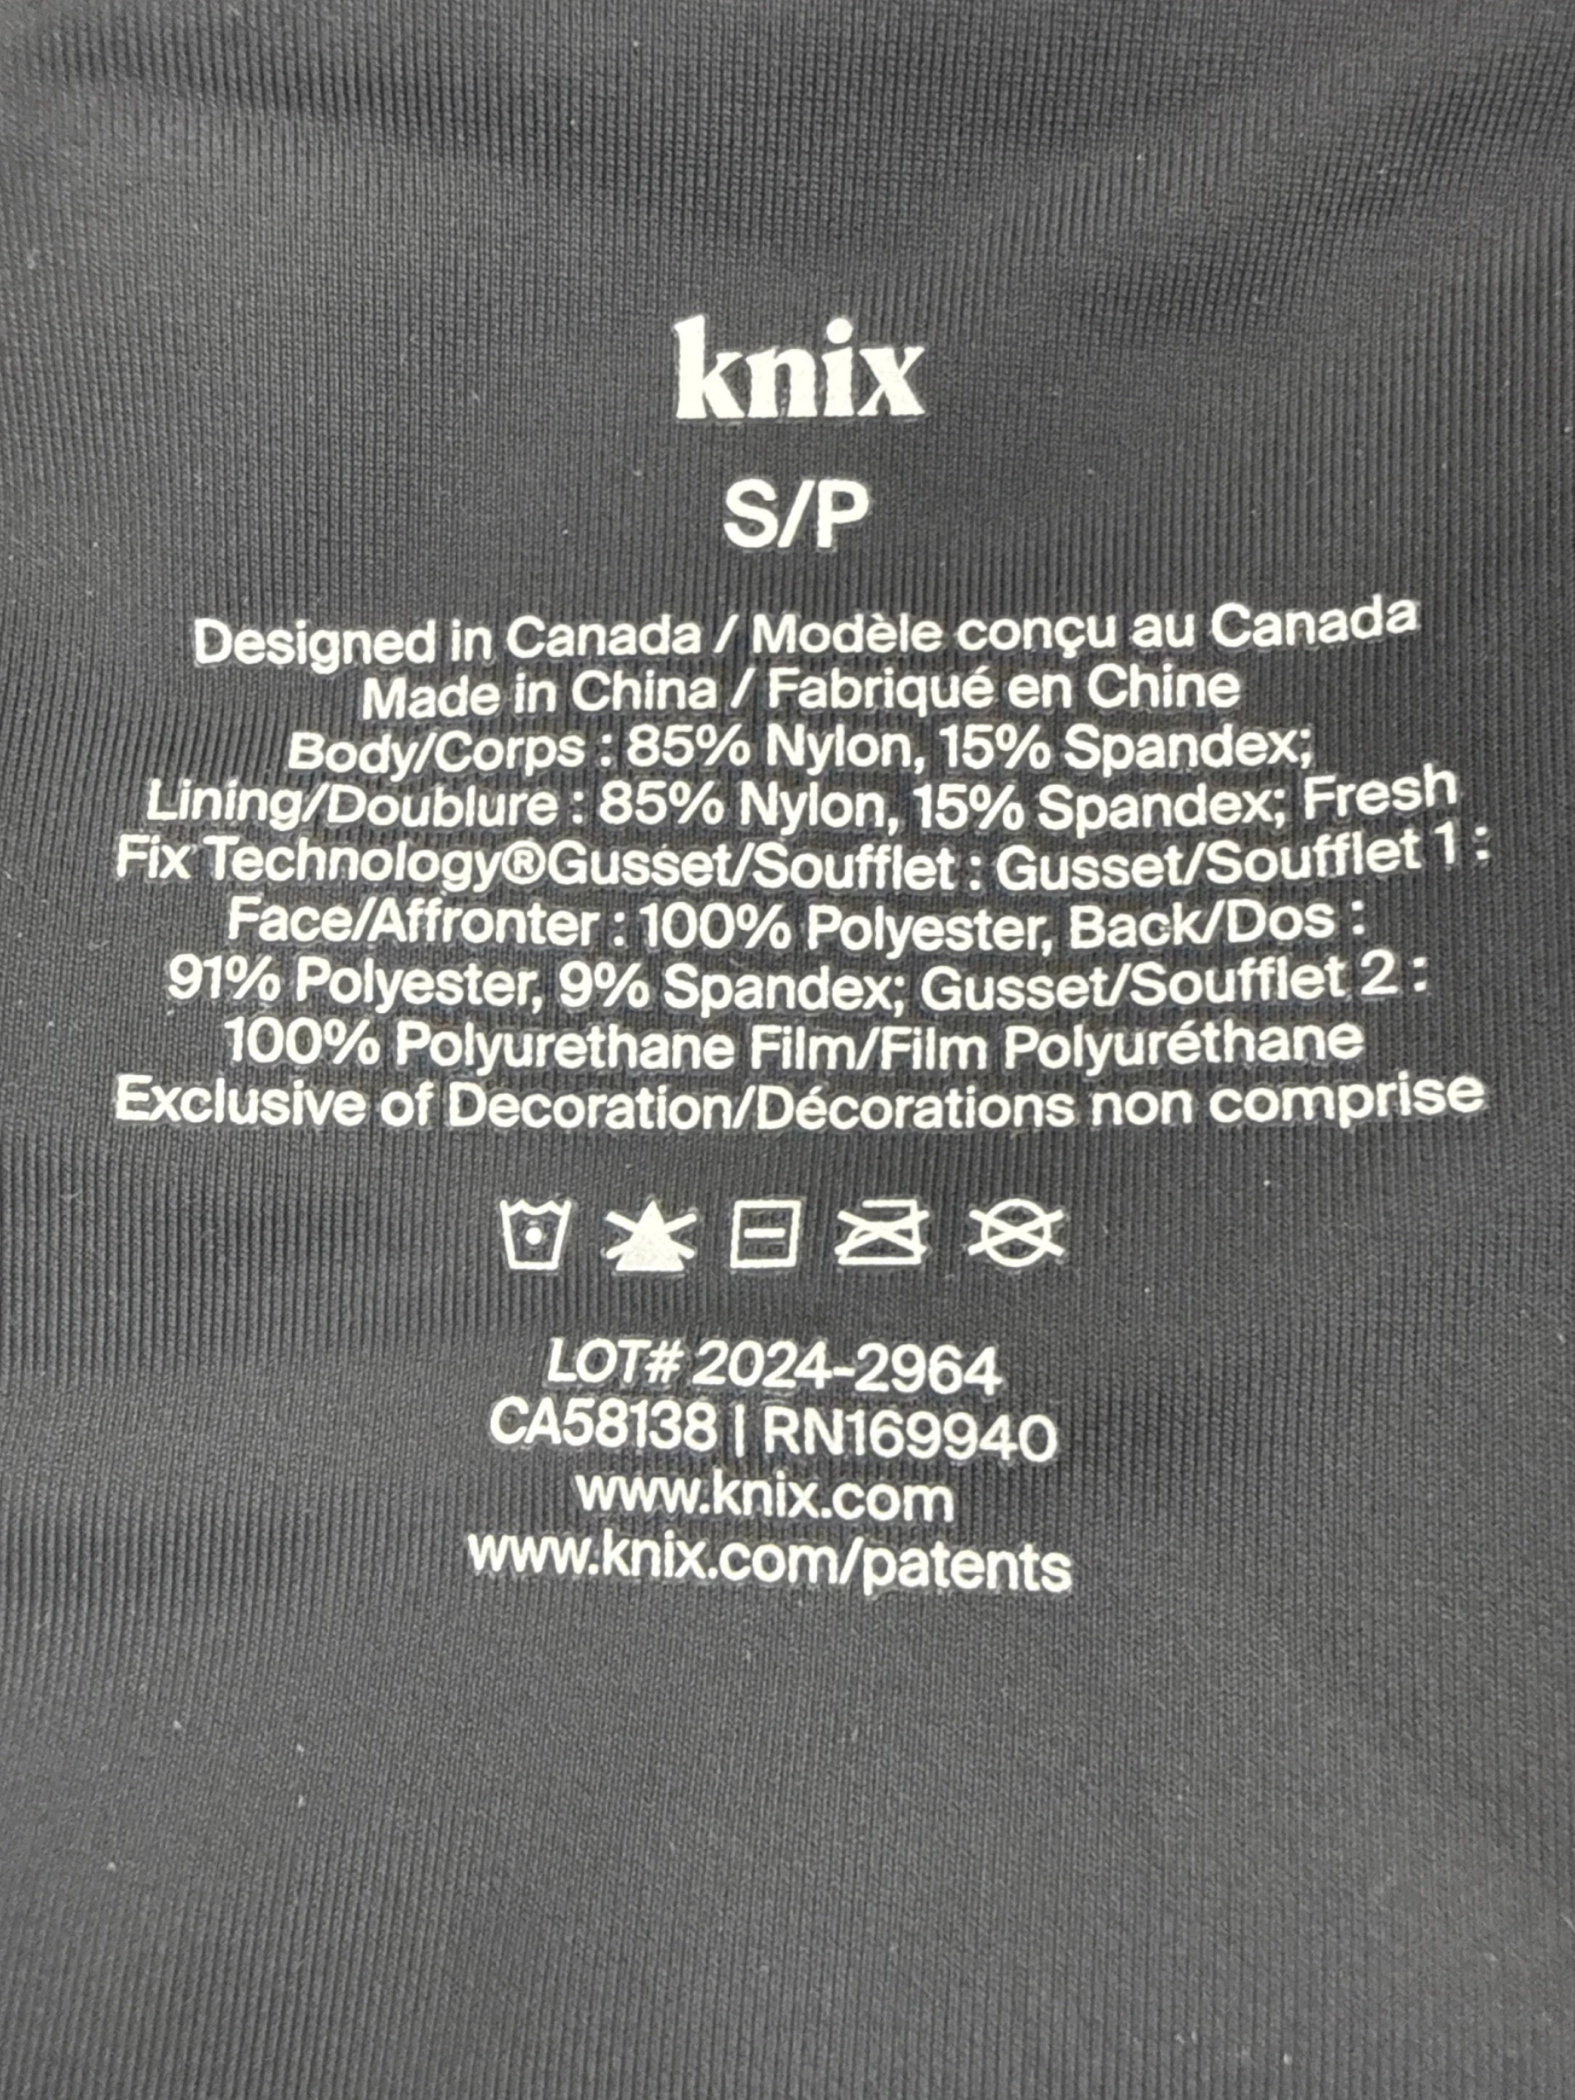 knix
S/P
Designed in Canada / Modèle conçu au Canada
Made in China / Fabriqué en Chine
Body/Corps : 85% Nylon, 15% Spandex;
Lining/Doublure : 85% Nylon, 15% Spandex; Fresh
Fix Technology®Gusset/Soufflet : Gusset/Soufflet 1 :
Face/Affronter : 100% Polyester, Back/Dos :
91% Polyester, 9% Spandex; Gusset/Soufflet 2 :
100% Polyurethane Film/Film Polyuréthane
Exclusive of Decoration/Décorations non comprise
LOT# 2024-2964
CA58138 | RN169940
www.knix.com
www.knix.com/patents